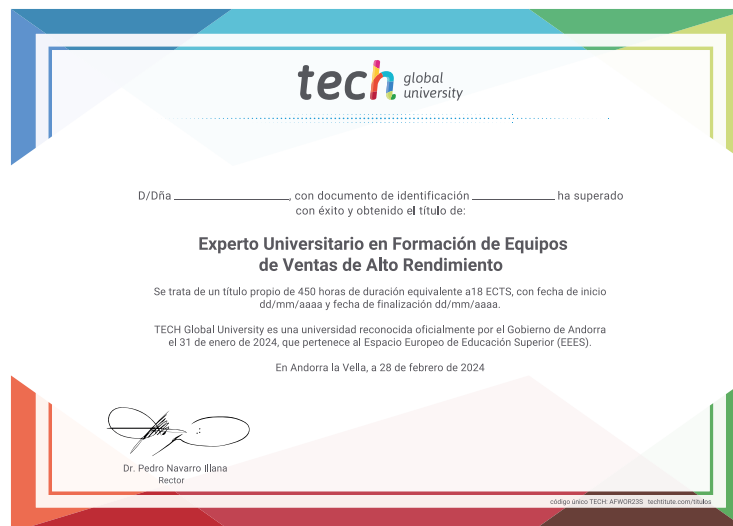 tech global university
D/Dña ____________________, con documento de identificación ______________ ha superado
con éxito y obtenido el título de:
Experto Universitario en Formación de Equipos
de Ventas de Alto Rendimiento
Se trata de un título propio de 450 horas de duración equivalente a18 ECTS, con fecha de inicio
dd/mm/aaaa y fecha de finalización dd/mm/aaaa.
TECH Global University es una universidad reconocida oficialmente por el Gobierno de Andorra
el 31 de enero de 2024, que pertenece al Espacio Europeo de Educación Superior (EEES).
En Andorra la Vella, a 28 de febrero de 2024
Dr. Pedro Navarro Illana
Rector
código único TECH: AFWOR23S techtitute.com/titulos